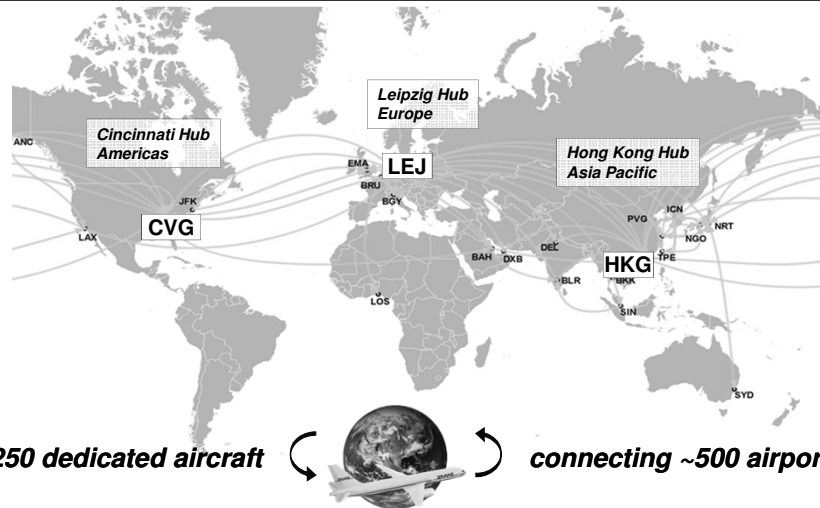 Leipzig Hub
Europe
Cincinnati Hub
Americas
Hong Kong Hub
Asia Pacific
ANC
EMA
LEJ
BRU
JFK
BGY
CVG
LAX
ICN
PVG
NRT
NGO
DEL
BAH
DXB
TPE
HKG
BLR
BKK
LOS
SIN
SYD
250 dedicated aircraft
connecting ~500 airpor